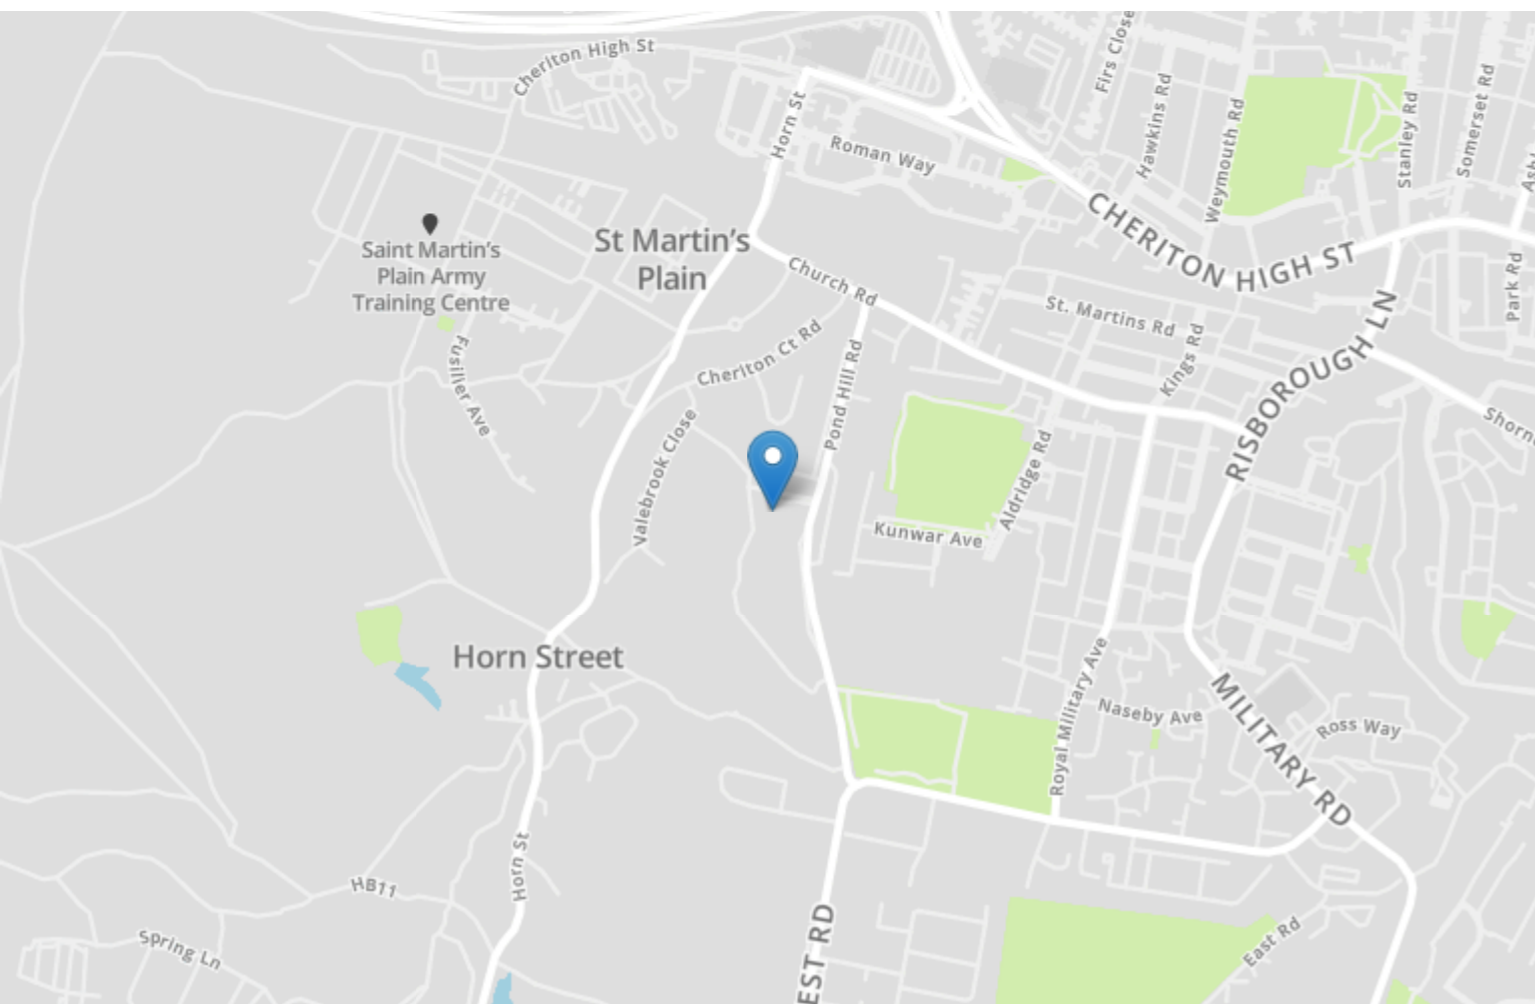 Cheriton High St
Firs Close
Hawkins Rd
Weymouth Rd
Stanley Rd
Somerset Rd
Horn St
Roman Way
CHERITON HIGH ST
Saint Martin's
Plain Army
Training Centre
St Martin's
Plain
Church Rd
St. Martins Rd
Kings Rd
Park Rd
RISBOROUGH LN
Cheriton Ct Rd
Pond Hill Rd
Fusilier Ave
Valebrook Close
Aldridge Rd
Kunwar Ave
Shorn
Horn Street
Royal Military Ave
Naseby Ave
MILITARY RD
Ross Way
Horn St
HB11
Spring Ln
EST RD
East Rd